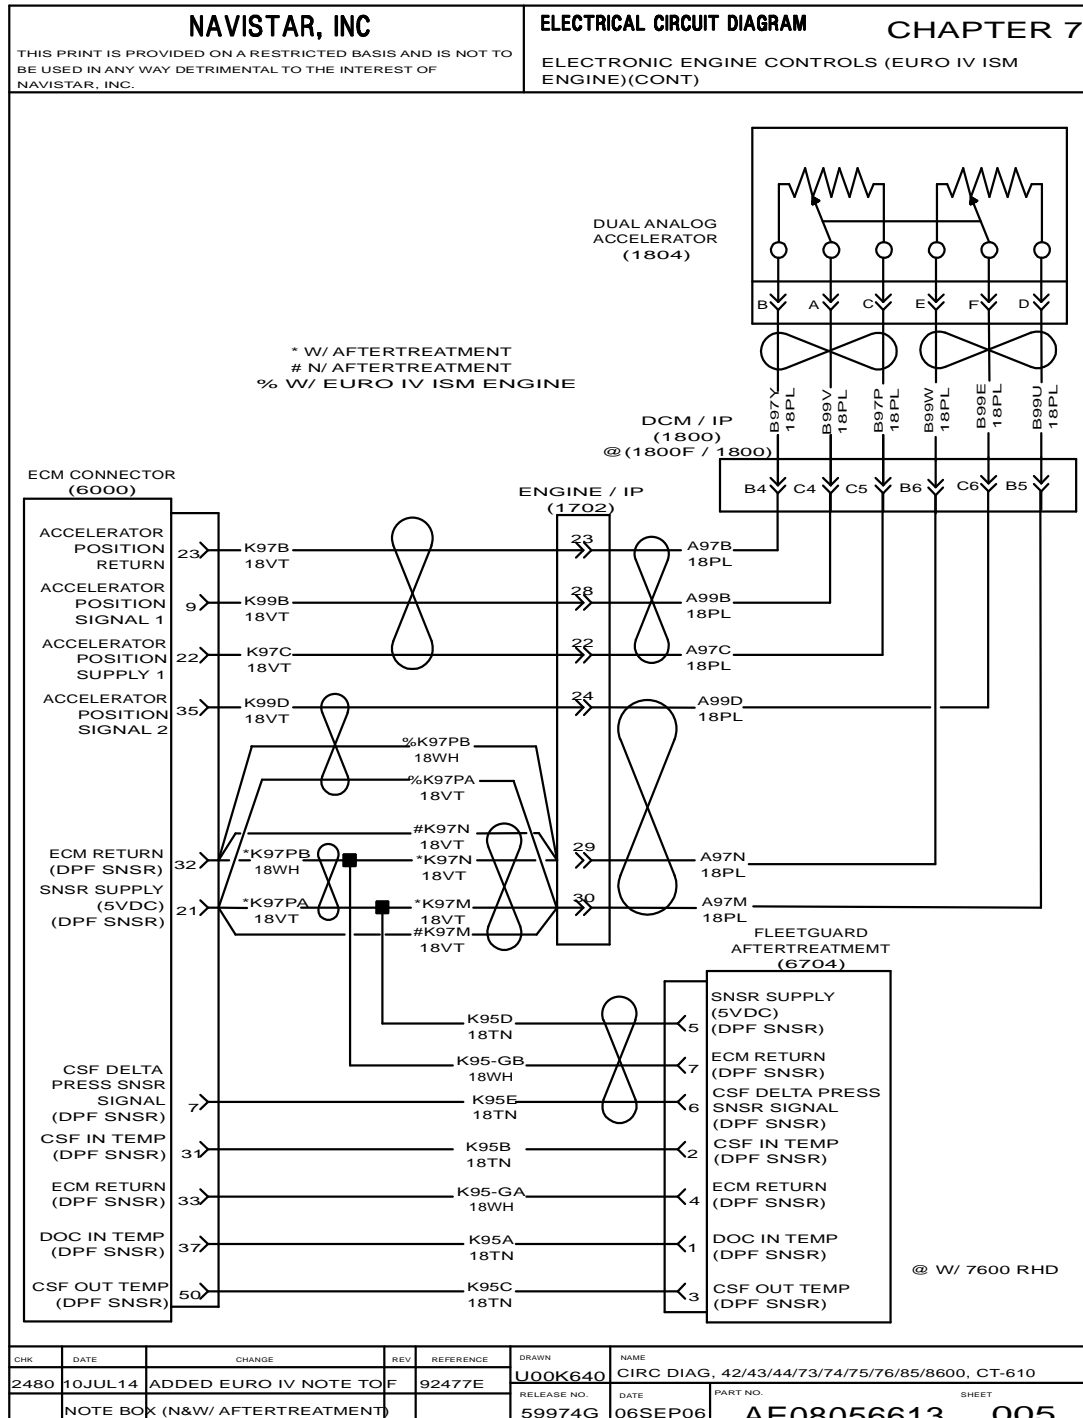 NAVISTAR, INC
THIS PRINT IS PROVIDED ON A RESTRICTED BASIS AND IS NOT TO
BE USED IN ANY WAY DETRIMENTAL TO THE INTEREST OF
NAVISTAR, INC.
ELECTRICAL CIRCUIT DIAGRAM
CHAPTER 7
ELECTRONIC ENGINE CONTROLS (EURO IV ISM
ENGINE)(CONT)
DUAL ANALOG
ACCELERATOR
(1804)
B A C E F D
* W/ AFTERTREATMENT
# N/ AFTERTREATMENT
% W/ EURO IV ISM ENGINE
B97Y
18PL
B99V
18PL
B97P
18PL
B99W
18PL
B99E
18PL
B99U
18PL
DCM / IP
(1800)
@(1800F / 1800)
B4 C4 C5 B6 C6 B5
ECM CONNECTOR
(6000)
ENGINE / IP
(1702)
ACCELERATOR
POSITION
RETURN
23
K97B
18VT
23
A97B
18PL
ACCELERATOR
POSITION
SIGNAL 1
9
K99B
18VT
28
A99B
18PL
ACCELERATOR
POSITION
SUPPLY 1
22
K97C
18VT
22
A97C
18PL
ACCELERATOR
POSITION
SIGNAL 2
35
K99D
18VT
24
A99D
18PL
%K97PB
18WH
%K97PA
18VT
#K97N
18VT
ECM RETURN
(DPF SNSR)
32
*K97PB
18WH
*K97N
18VT
29
A97N
18PL
SNSR SUPPLY
(5VDC)
(DPF SNSR)
21
*K97PA
18VT
*K97M
18VT
30
A97M
18PL
#K97M
18VT
FLEETGUARD
AFTERTREATMEMT
(6704)
K95D
18TN
5
SNSR SUPPLY
(5VDC)
(DPF SNSR)
K95-GB
18WH
7
ECM RETURN
(DPF SNSR)
CSF DELTA
PRESS SNSR
SIGNAL
(DPF SNSR)
7
K95E
18TN
6
CSF DELTA PRESS
SNSR SIGNAL
(DPF SNSR)
CSF IN TEMP
(DPF SNSR)
31
K95B
18TN
2
CSF IN TEMP
(DPF SNSR)
ECM RETURN
(DPF SNSR)
33
K95-GA
18WH
4
ECM RETURN
(DPF SNSR)
DOC IN TEMP
(DPF SNSR)
37
K95A
18TN
1
DOC IN TEMP
(DPF SNSR)
CSF OUT TEMP
(DPF SNSR)
50
K95C
18TN
3
CSF OUT TEMP
(DPF SNSR)
@ W/ 7600 RHD
CHK DATE CHANGE REV REFERENCE
2480 10JUL14 ADDED EURO IV NOTE TO F 92477E
NOTE BOX (N&W/ AFTERTREATMENT)
DRAWN
U00K640
NAME
CIRC DIAG, 42/43/44/73/74/75/76/85/8600, CT-610
RELEASE NO.
59974G
DATE
06SEP06
PART NO.
AE08056613
SHEET
005